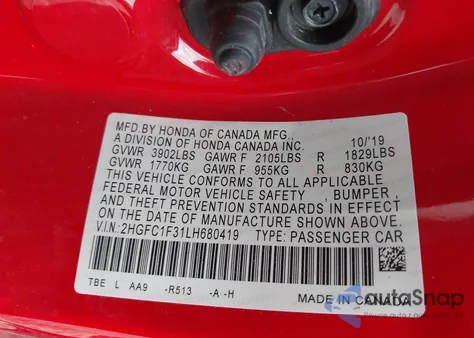 MFD.BY HONDA OF CANADA MFG.,
A DIVISION OF HONDA CANADA INC. 10/'19
GVWR 3902LBS GAWR F 2105LBS R 1829LBS
GVWR 1770KG GAWR F 955KG R 830KG
THIS VEHICLE CONFORMS TO ALL APPLICABLE
FEDERAL MOTOR VEHICLE SAFETY , BUMPER ,
AND THEFT PREVENTION STANDARDS IN EFFECT
ON THE DATE OF MANUFACTURE SHOWN ABOVE.
V.I.N:2HGFC1F31LH680419 TYPE: PASSENGER CAR
TBE L AA9 -R513 -A -H
MADE IN CANADA
autoSnap